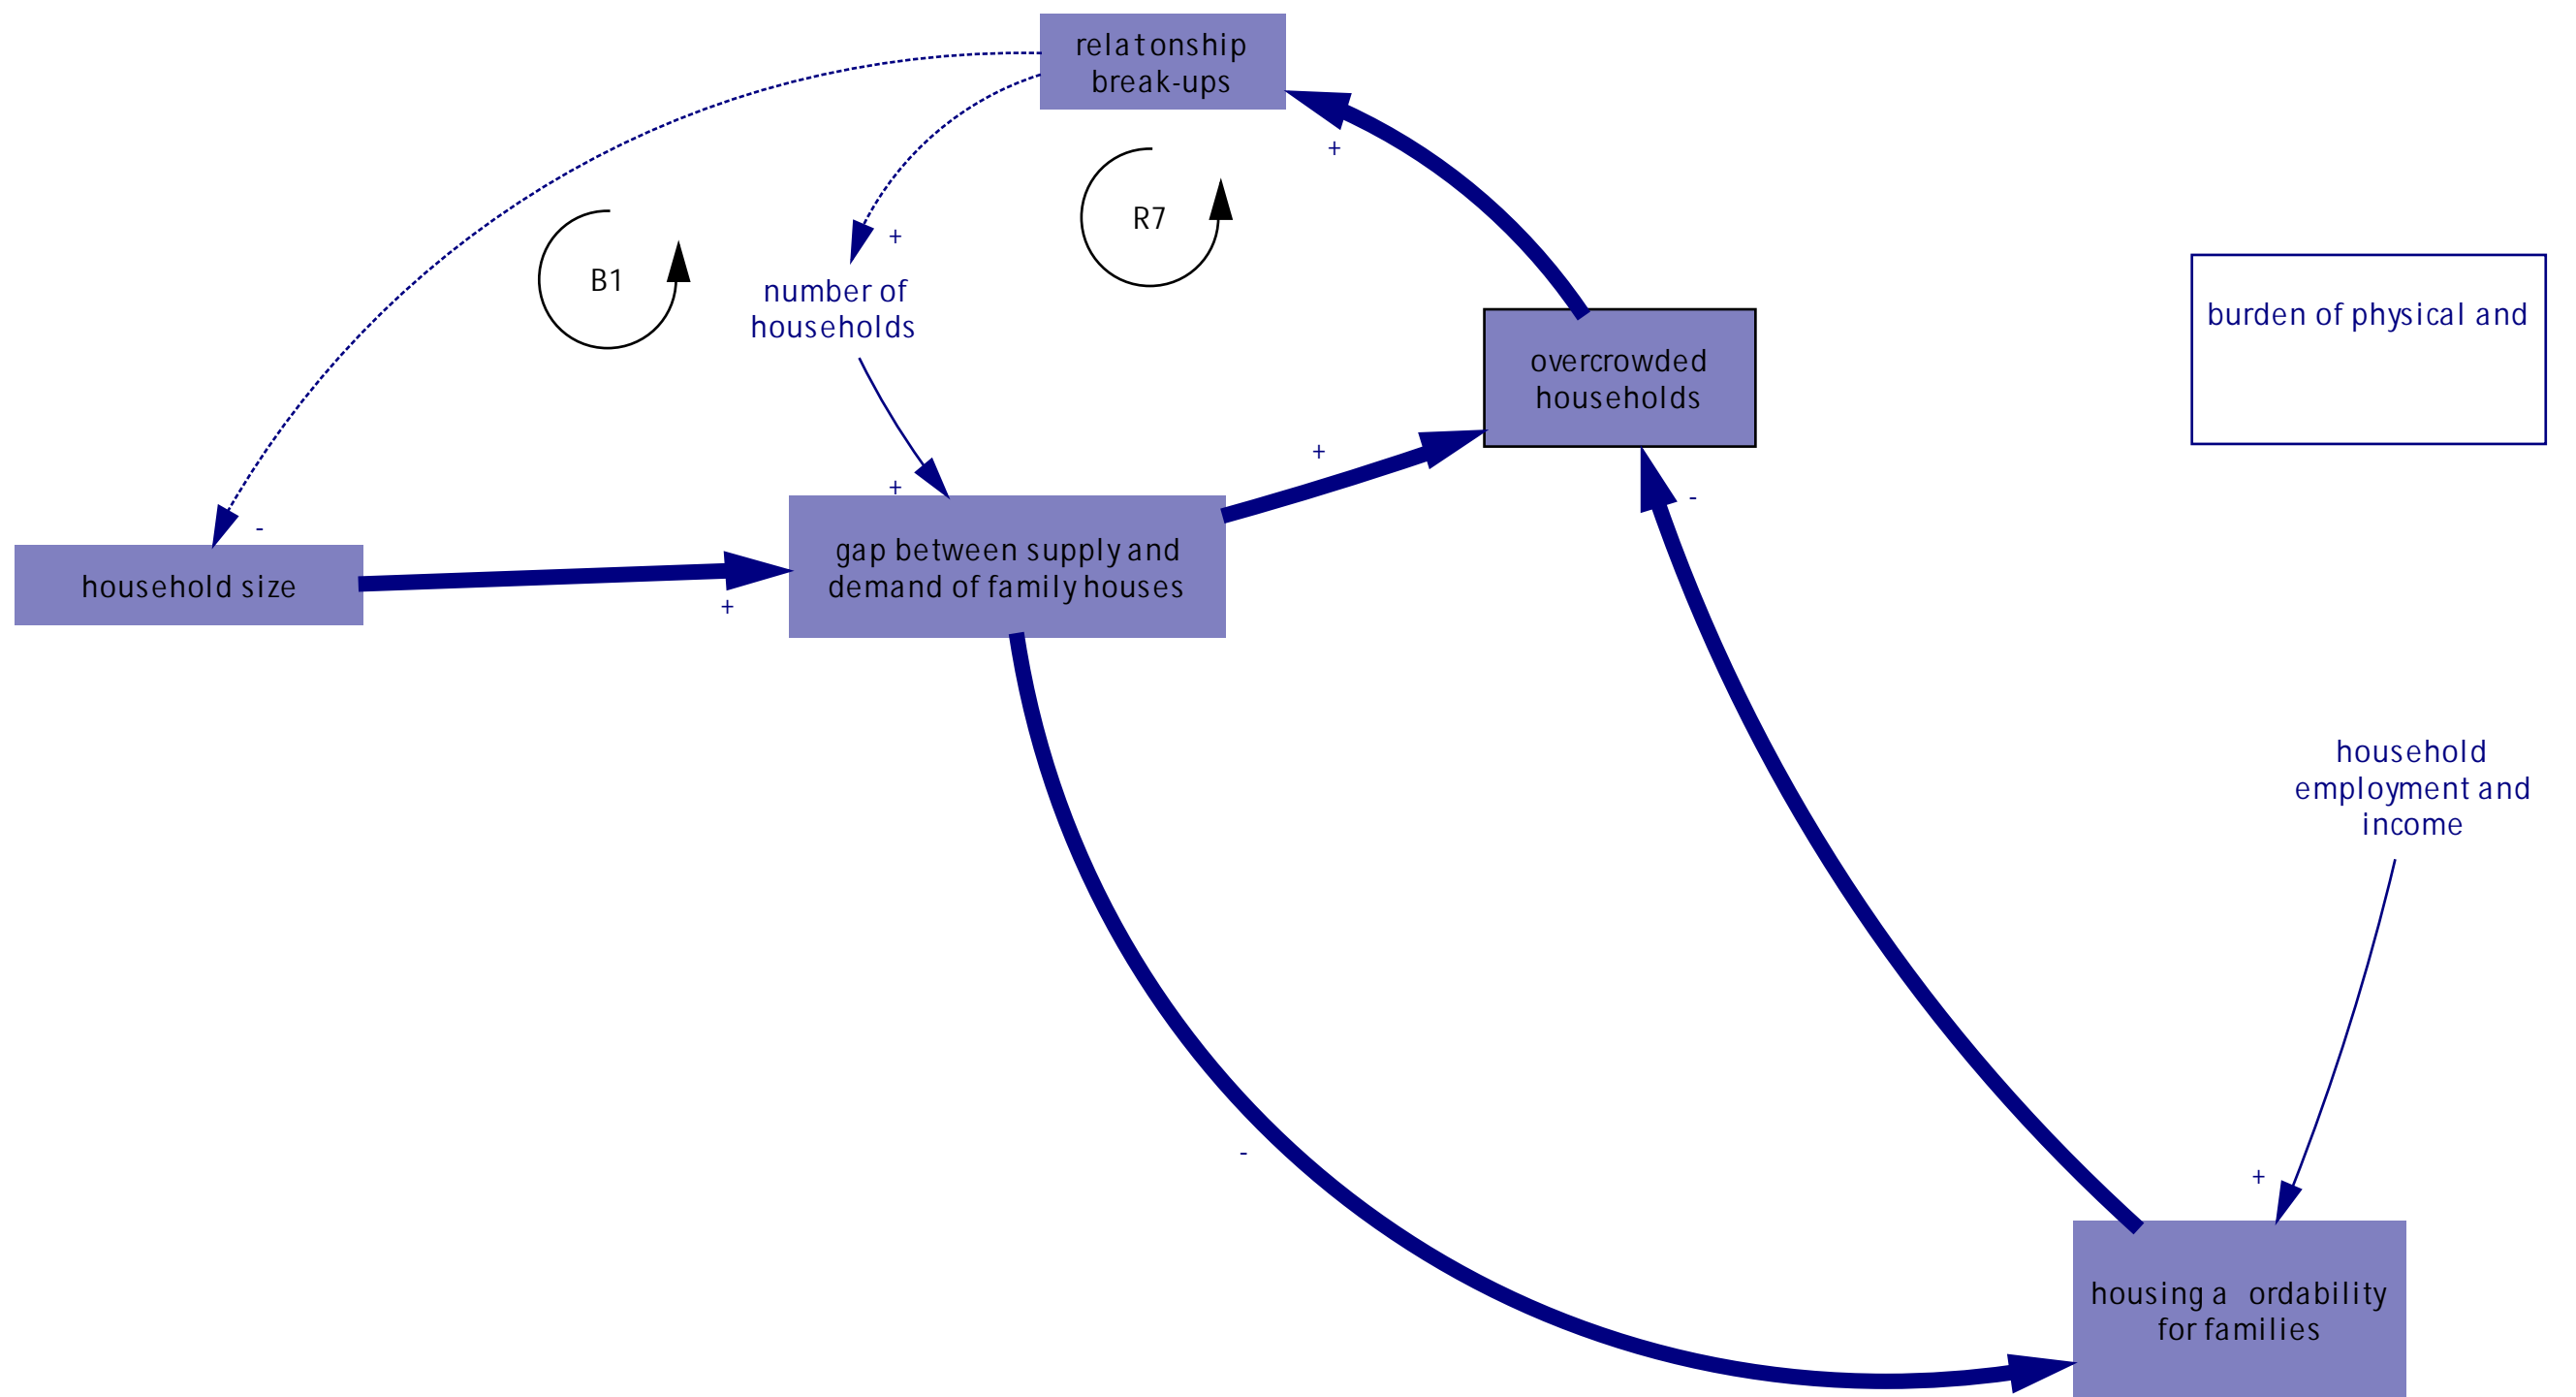 relatonship
break-ups
+
R7
B1
+
number of
households
burden of physical and
overcrowded
households
+
+
-
-
gap between supply and
demand of family houses
household size
+
household
employment and
income
-
+
housing a ordability
for families